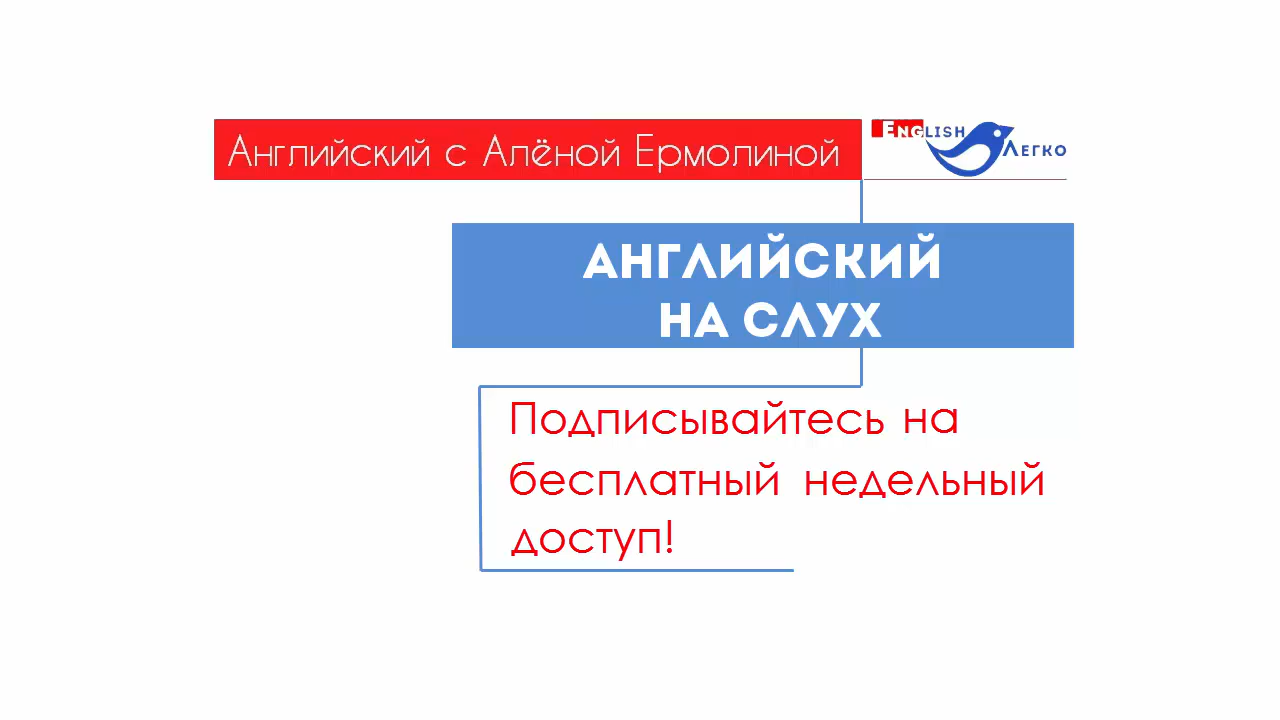 Английский с Алёной Ермолиной
English Легко
АНГЛИЙСКИЙ
НА СЛУХ
Подписывайтесь на
бесплатный недельный
доступ!